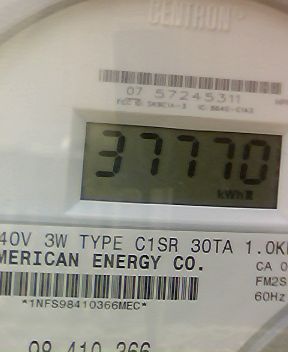 CENTRON
07 57245311
37770
kWh
40V 3W TYPE C1SR 30TA 1.0K
MERICAN ENERGY CO.
CA 0
FM2S
*1NFS98410366MEC*
60Hz
98 410 366